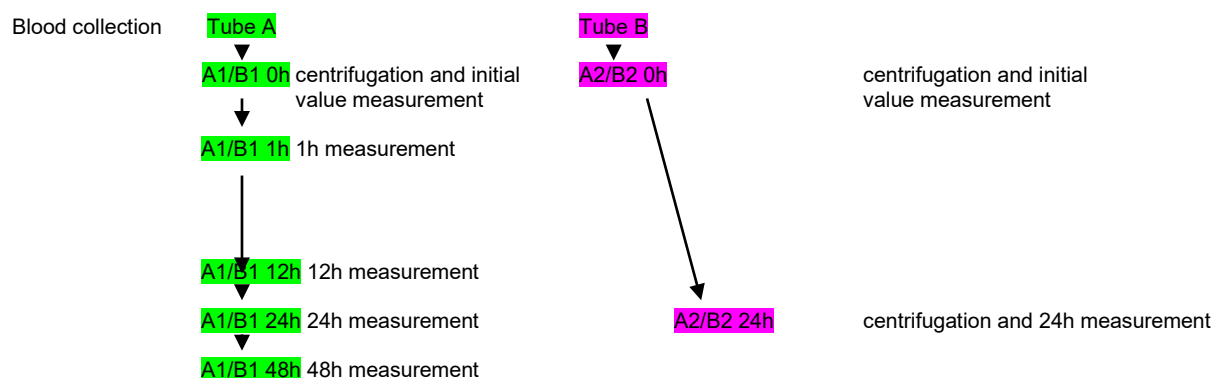 Blood collection Tube A Tube B
A1/B1 0h centrifugation and initial A2/B2 0h centrifugation and initial
value measurement value measurement
A1/B1 1h 1h measurement
A1/B1 12h 12h measurement
A1/B1 24h 24h measurement A2/B2 24h centrifugation and 24h measurement
A1/B1 48h 48h measurement